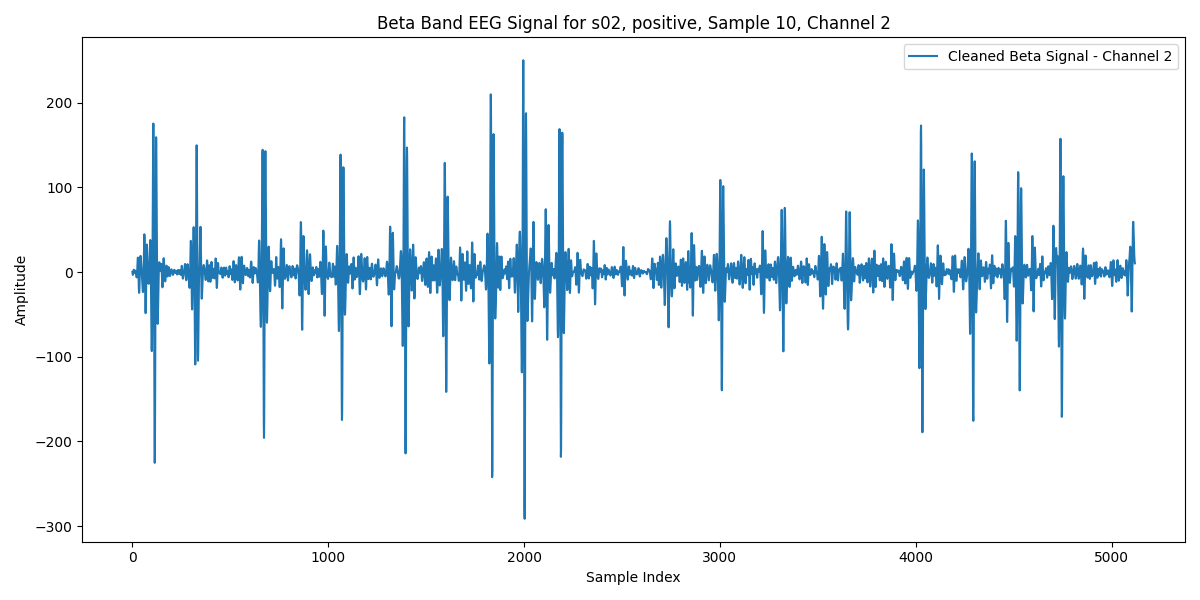 Beta Band EEG Signal for s02, positive, Sample 10, Channel 2
Cleaned Beta Signal - Channel 2
Amplitude
200
100
0
−100
−200
−300
0 1000 2000 3000 4000 5000
Sample Index